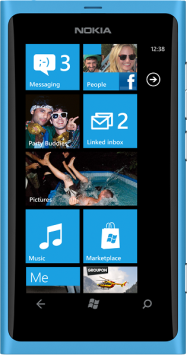 NOKIA
12:38
3
Messaging
People
f
2
Party Buddies
Linked inbox
Pictures
Music
Marketplace
Me
GROUPON